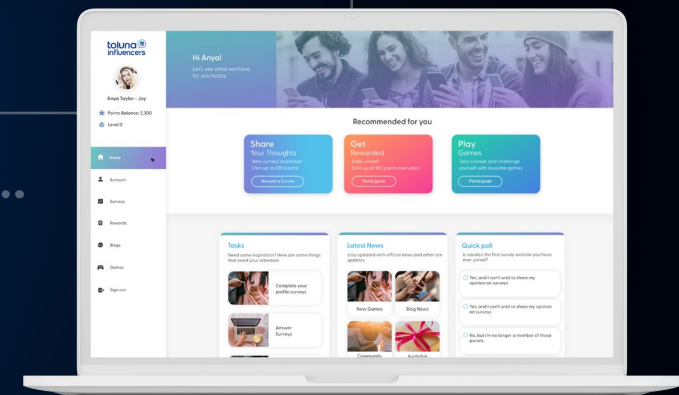 toluna
influencers
Anya Taylor - Joy
Points Balance: 2,300
Level 0
Home
Account
Surveys
Rewards
Blogs
Games
Sign out
Hi Anya!
Let's see what we have
for you today
Recommended for you
Share
Your Thoughts
New surveys available!
Earn up to 430 points!
Answer a Survey
Get
Rewarded
Daily wheel!
Earn up to 815 points everyday!
Participate
Play
Games
Take a break and challenge
yourself with awesome games
Participate
Tasks
Need some inspiration? Here are some things
that need your attention.
Complete your
profile surveys
Answer
Surveys
Latest News
Stay updated with official news and other site
updates
New Games
Blog News
Community
Available
Quick poll
Is vocalyz the first survey website you have
ever joined?
Yes, and I can't wait to share my
opinion on surveys
Yes, and I can't wait to share my opinion
on surveys
No, but I'm no longer a member of those
panels.